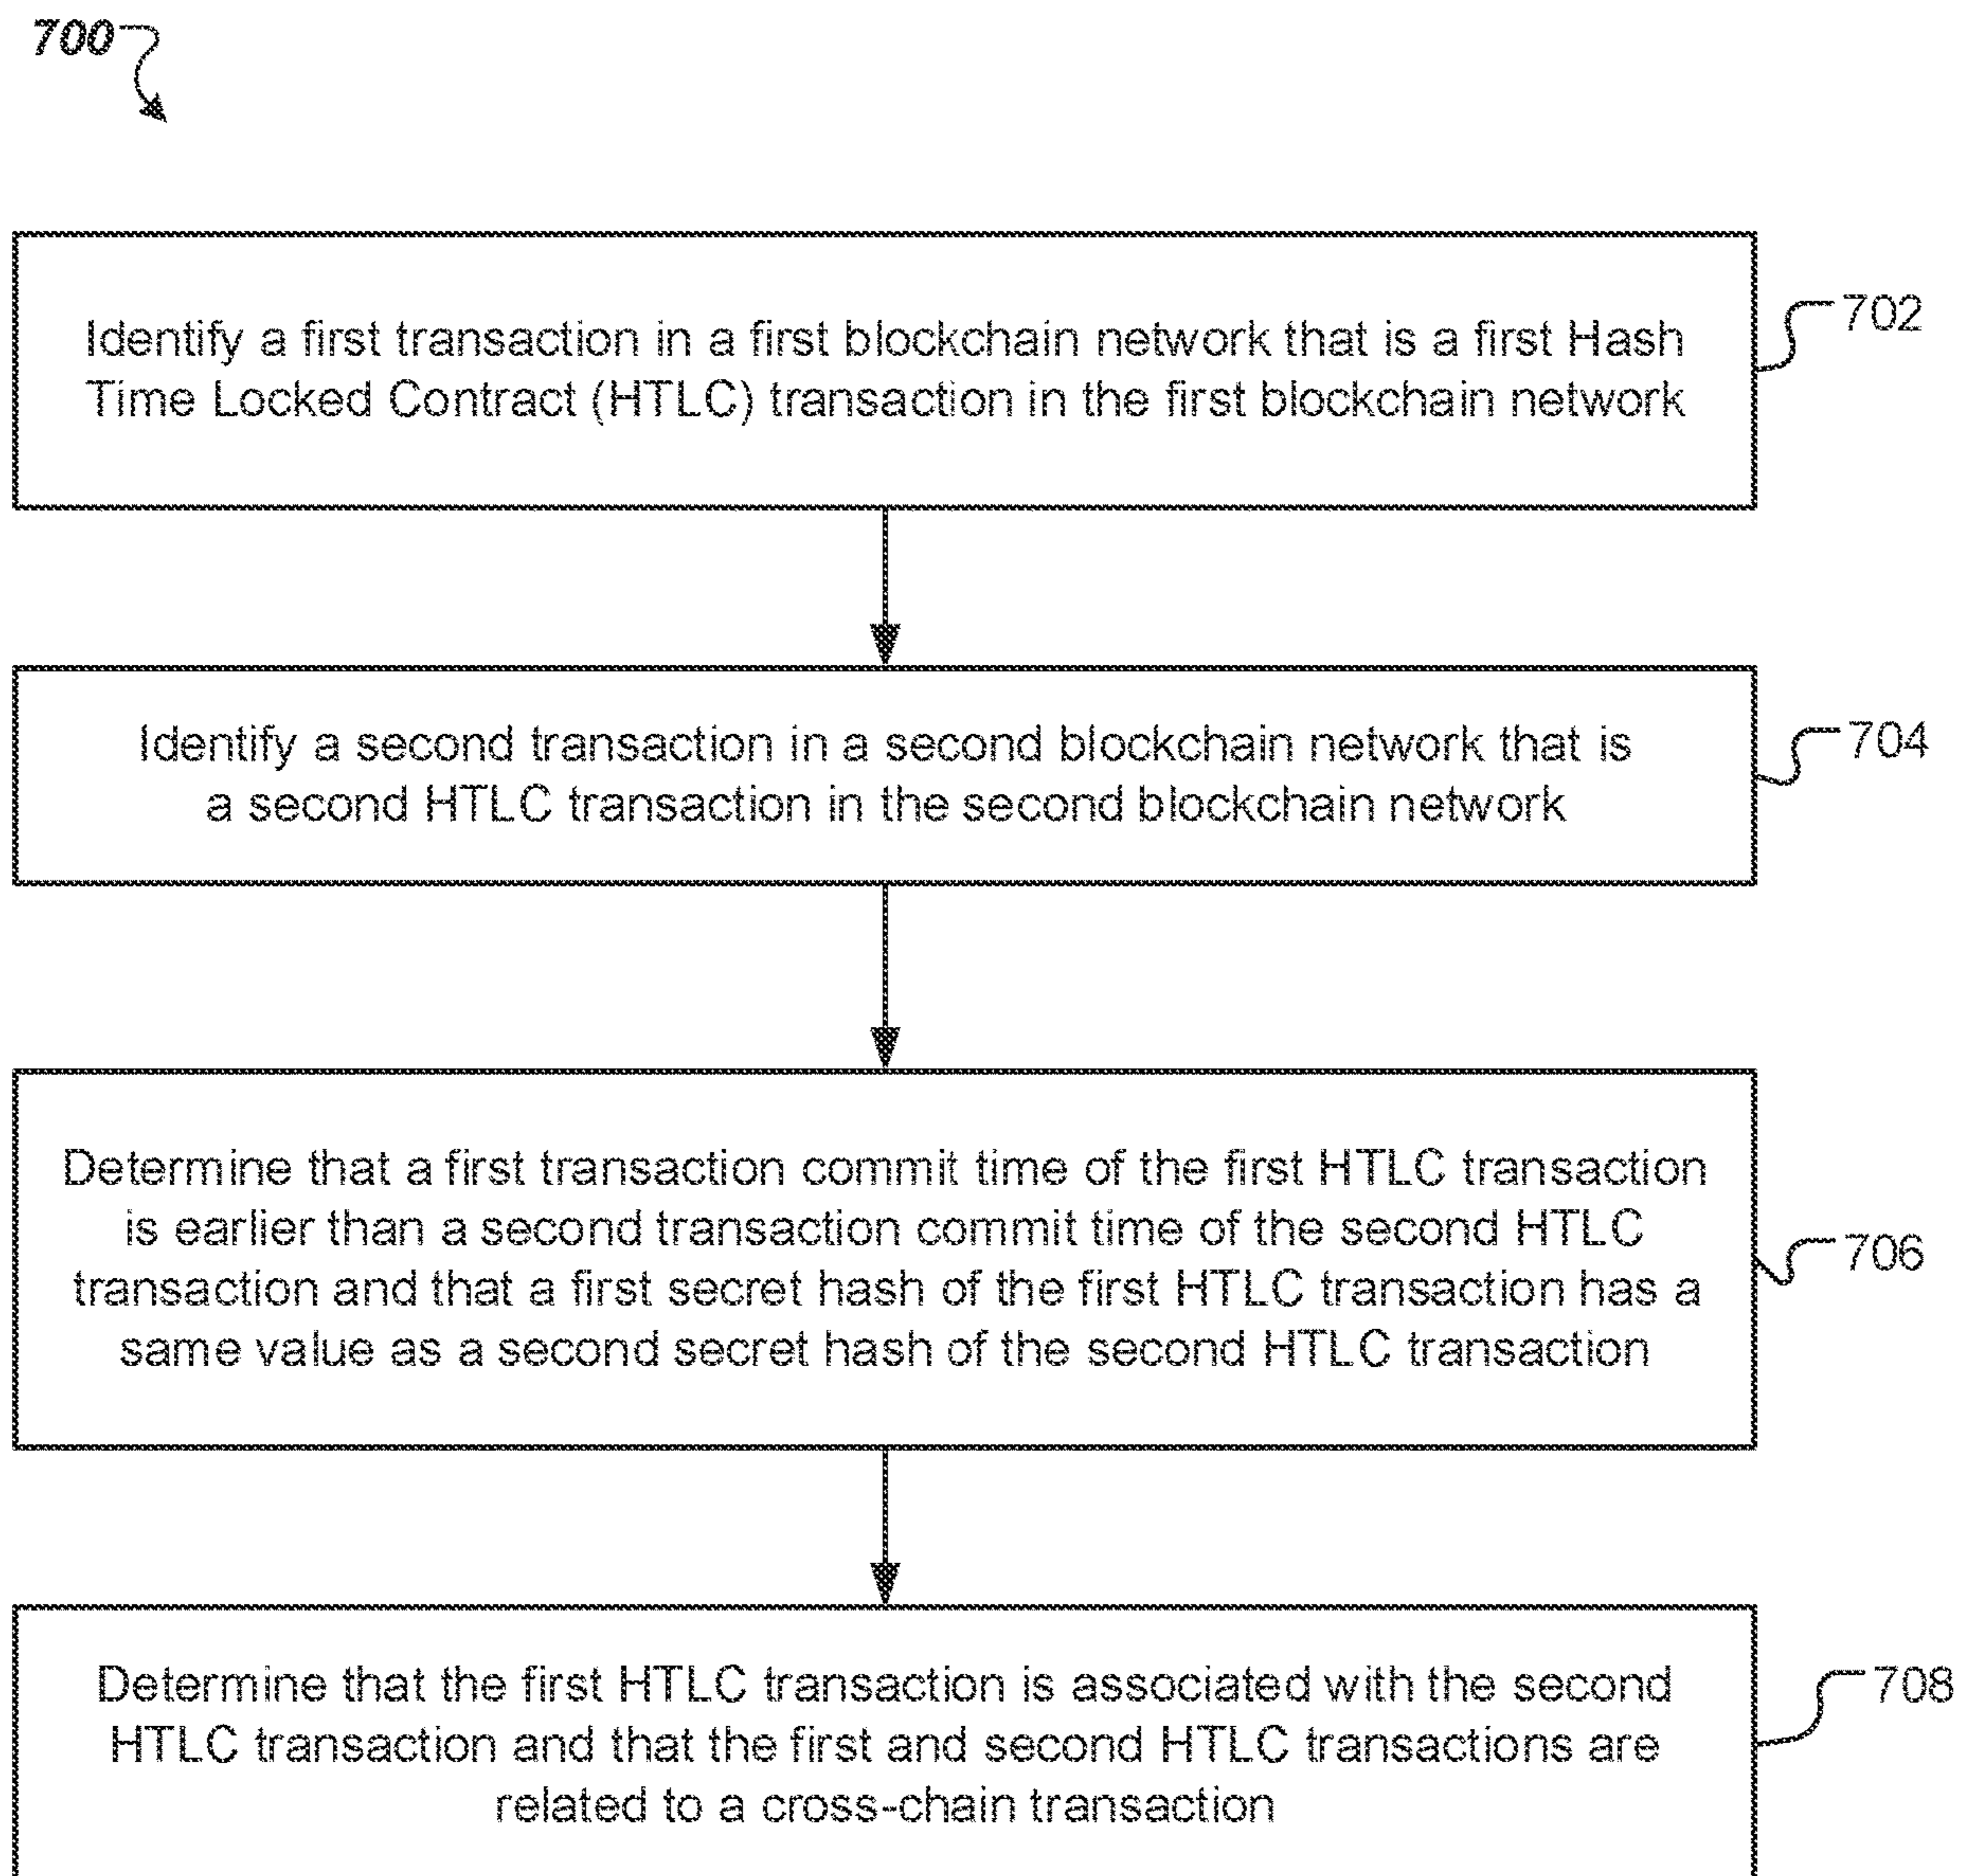 700
Identify a first transaction in a first blockchain network that is a first Hash
Time Locked Contract (HTLC) transaction in the first blockchain network
702
Identify a second transaction in a second blockchain network that is
a second HTLC transaction in the second blockchain network
704
Determine that a first transaction commit time of the first HTLC transaction
is earlier than a second transaction commit time of the second HTLC
transaction and that a first secret hash of the first HTLC transaction has a
same value as a second secret hash of the second HTLC transaction
706
Determine that the first HTLC transaction is associated with the second
HTLC transaction and that the first and second HTLC transactions are
related to a cross-chain transaction
708